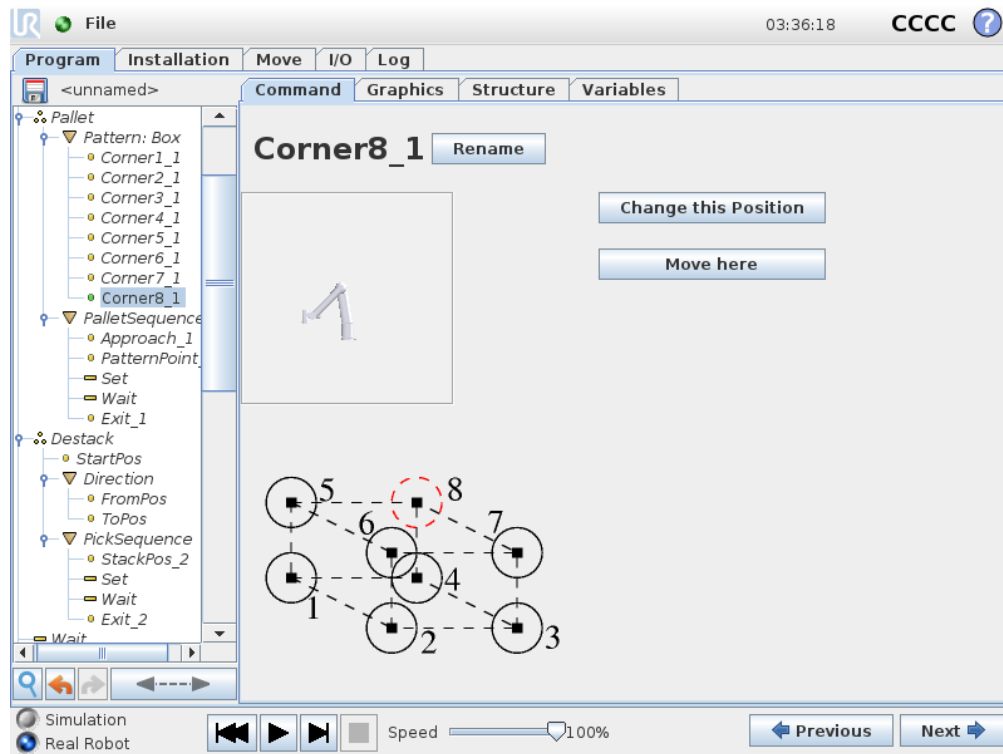 UR File 03:36:18 CCCC ?
Program Installation Move I/O Log
<unnamed>
Command Graphics Structure Variables
Pallet
Pattern: Box
Corner1_1
Corner2_1
Corner3_1
Corner4_1
Corner5_1
Corner6_1
Corner7_1
Corner8_1
PalletSequence
Approach_1
PatternPoint_
Set
Wait
Exit_1
Destack
StartPos
Direction
FromPos
ToPos
PickSequence
StackPos_2
Set
Wait
Exit_2
Wait
Corner8_1 Rename
Change this Position
Move here
5 8
6 7
1 4
2 3
Simulation
Real Robot
Speed 100%
Previous Next